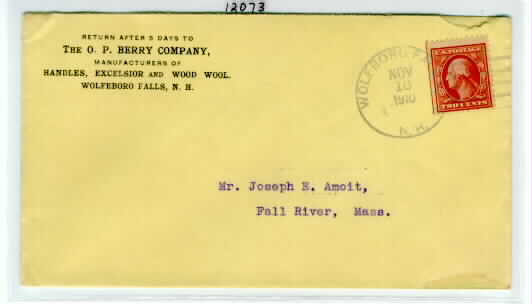 12073
RETURN AFTER 5 DAYS TO
THE O. P. BERRY COMPANY,
MANUFACTURERS OF
HANDLES, EXCELSIOR AND WOOD WOOL.
WOLFEBORO FALLS, N. H.
WOLFEBORO, FA
NOV
10
1910
N. H.
U.S. POSTAGE
TWO CENTS
Mr. Joseph E. Amoit,
Fall River, Mass.